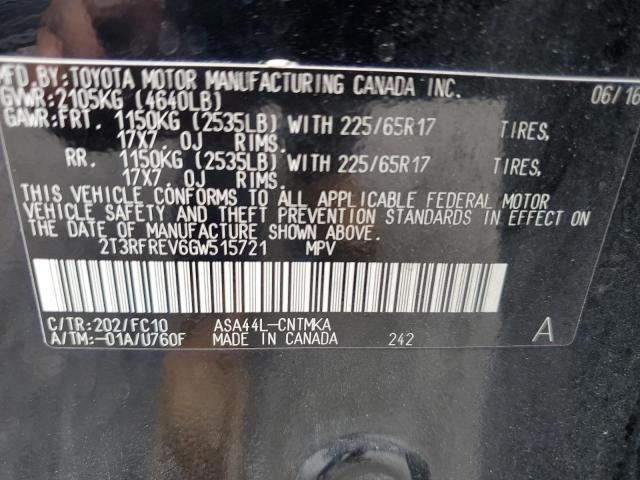 MFD BY:TOYOTA MOTOR MANUFACTURING CANADA INC. 06/16
GVWR:2105KG (4640LB)
GAWR:FRT. 1150KG (2535LB) WITH 225/65R17 TIRES,
17X7.0J RIMS.
RR. 1150KG (2535LB) WITH 225/65R17 TIRES,
17X7.0J RIMS.
THIS VEHICLE CONFORMS TO ALL APPLICABLE FEDERAL MOTOR
VEHICLE SAFETY AND THEFT PREVENTION STANDARDS IN EFFECT ON
THE DATE OF MANUFACTURE SHOWN ABOVE.
2T3RFREV6GW515721 MPV
C/TR:202/FC10 ASA44L-CNTMKA A
A/TM:-01A/U760F MADE IN CANADA 242